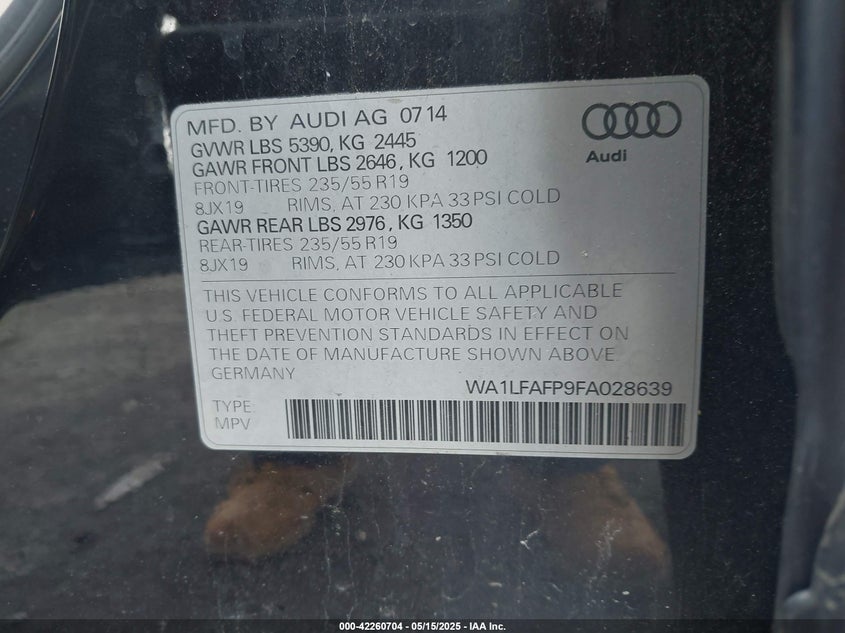 MFD. BY AUDI AG 07 14
GVWR LBS 5390, KG 2445
GAWR FRONT LBS 2646, KG 1200
FRONT-TIRES 235/55 R19
8JX19 RIMS, AT 230 KPA 33 PSI COLD
GAWR REAR LBS 2976, KG 1350
REAR-TIRES 235/55 R19
8JX19 RIMS, AT 230 KPA 33 PSI COLD
Audi
THIS VEHICLE CONFORMS TO ALL APPLICABLE
U.S. FEDERAL MOTOR VEHICLE SAFETY AND
THEFT PREVENTION STANDARDS IN EFFECT ON
THE DATE OF MANUFACTURE SHOWN ABOVE
GERMANY
WA1LFAFP9FA028639
TYPE:
MPV
000-42260704 - 05/15/2025 - IAA Inc.